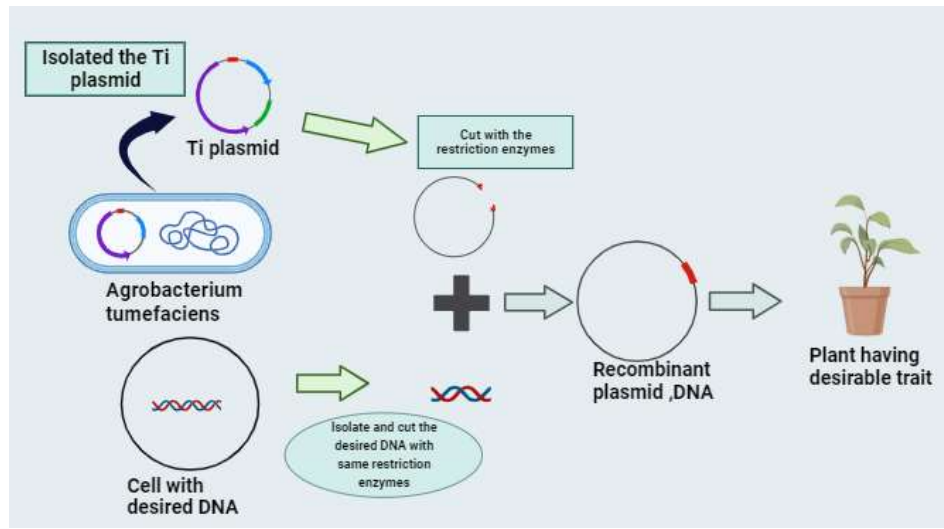 Isolated the Ti
plasmid
Ti plasmid
Cut with the
restriction enzymes
Agrobacterium
tumefaciens
Recombinant
plasmid ,DNA
Plant having
desirable trait
Isolate and cut the
desired DNA with
same restriction
enzymes
Cell with
desired DNA